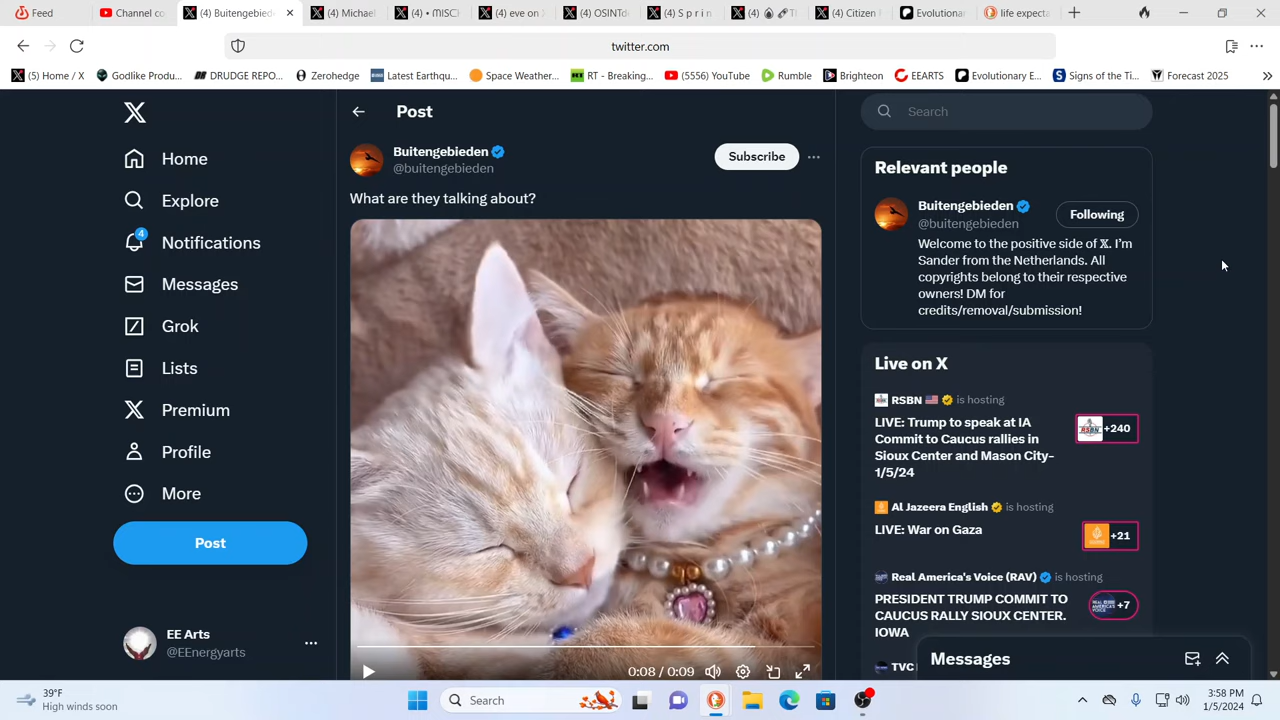 Feed
Channel co
(4) Buitengebied
(4) Michael
(4) • MISC
(4) eve on
(4) OSINTd
(4) S p r i n
(4)
(4) Citizen
Evolutionar
life expecta
twitter.com
(5) Home / X
Godlike Produ...
DRUDGE REPO...
Zerohedge
Latest Earthqu...
Space Weather...
RT - Breaking...
(5556) YouTube
Rumble
Brighteon
EEARTS
Evolutionary E...
Signs of the Ti...
Forecast 2025
Home
Explore
4
Notifications
Messages
Grok
Lists
Premium
Profile
More
Post
EE Arts
@EEnergyarts
Post
Buitengebieden
@buitengebieden
Subscribe
What are they talking about?
0:08 / 0:09
Search
Relevant people
Buitengebieden
@buitengebieden
Following
Welcome to the positive side of 𝕏. I'm
Sander from the Netherlands. All
copyrights belong to their respective
owners! DM for
credits/removal/submission!
Live on X
RSBN 🇺🇸 is hosting
LIVE: Trump to speak at IA
Commit to Caucus rallies in
Sioux Center and Mason City-
1/5/24
RSBN
+240
Al Jazeera English is hosting
LIVE: War on Gaza
+21
Real America's Voice (RAV) is hosting
PRESIDENT TRUMP COMMIT TO
CAUCUS RALLY SIOUX CENTER.
IOWA
+7
TVC
Messages
39°F
High winds soon
Search
3:58 PM
1/5/2024